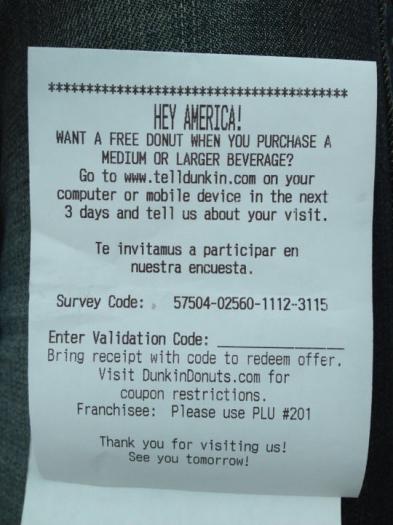 ****************************************
HEY AMERICA!
WANT A FREE DONUT WHEN YOU PURCHASE A
MEDIUM OR LARGER BEVERAGE?
Go to www.telldunkin.com on your
computer or mobile device in the next
3 days and tell us about your visit.
Te invitamus a participar en
nuestra encuesta.
Survey Code: 57504-02560-1112-3115
Enter Validation Code: _______________
Bring receipt with code to redeem offer.
Visit DunkinDonuts.com for
coupon restrictions.
Franchisee: Please use PLU #201
Thank you for visiting us!
See you tomorrow!